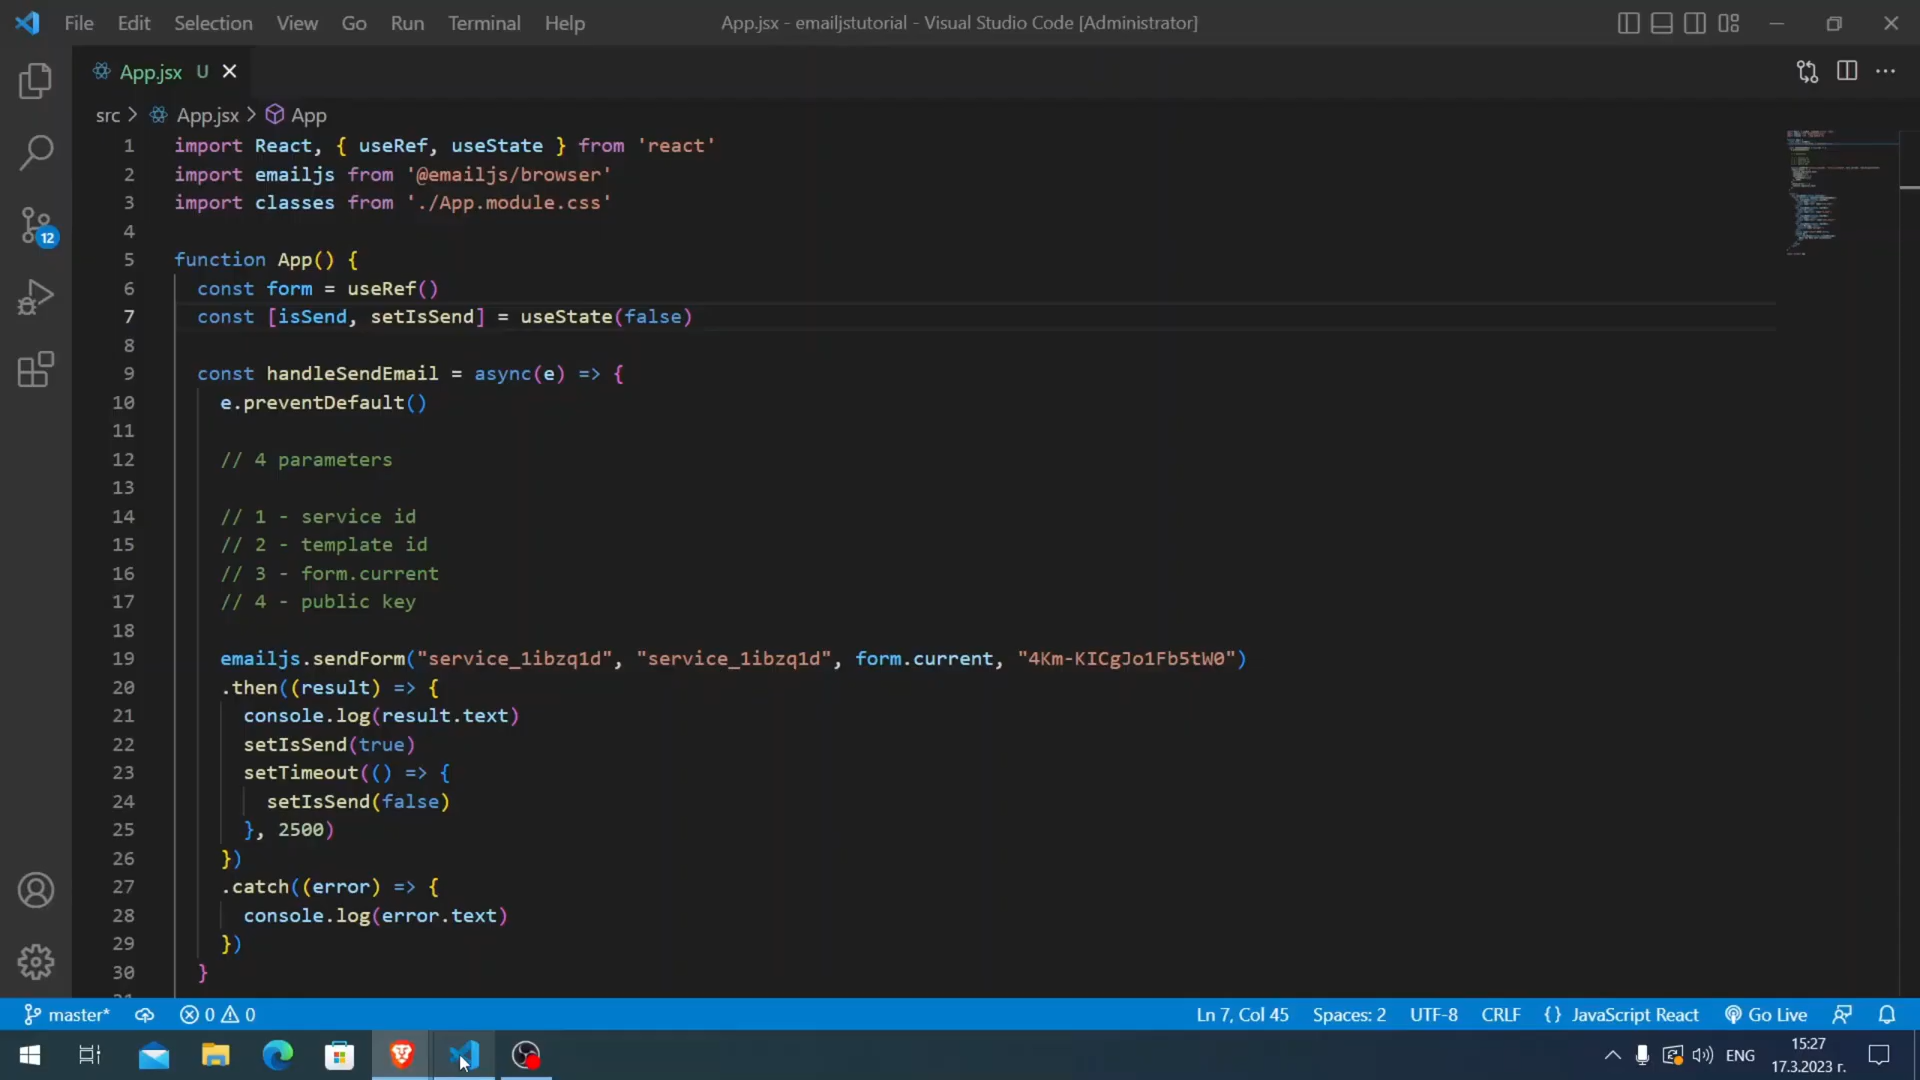 File Edit Selection View Go Run Terminal Help
App.jsx - emailjstutorial - Visual Studio Code [Administrator]
App.jsx U
src > App.jsx > App
1 import React, { useRef, useState } from 'react'
2 import emailjs from '@emailjs/browser'
3 import classes from './App.module.css'
4
5 function App() {
6 const form = useRef()
7 const [isSend, setIsSend] = useState(false)
8
9 const handleSendEmail = async(e) => {
10 e.preventDefault()
11
12 // 4 parameters
13
14 // 1 - service id
15 // 2 - template id
16 // 3 - form.current
17 // 4 - public key
18
19 emailjs.sendForm("service_1ibzq1d", "service_1ibzq1d", form.current, "4Km-KICgJo1Fb5tW0")
20 .then((result) => {
21 console.log(result.text)
22 setIsSend(true)
23 setTimeout(() => {
24 setIsSend(false)
25 }, 2500)
26 })
27 .catch((error) => {
28 console.log(error.text)
29 })
30 }
12
master* 0 0 Ln 7, Col 45 Spaces: 2 UTF-8 CRLF {} JavaScript React Go Live
ENG
15:27
17.3.2023 г.